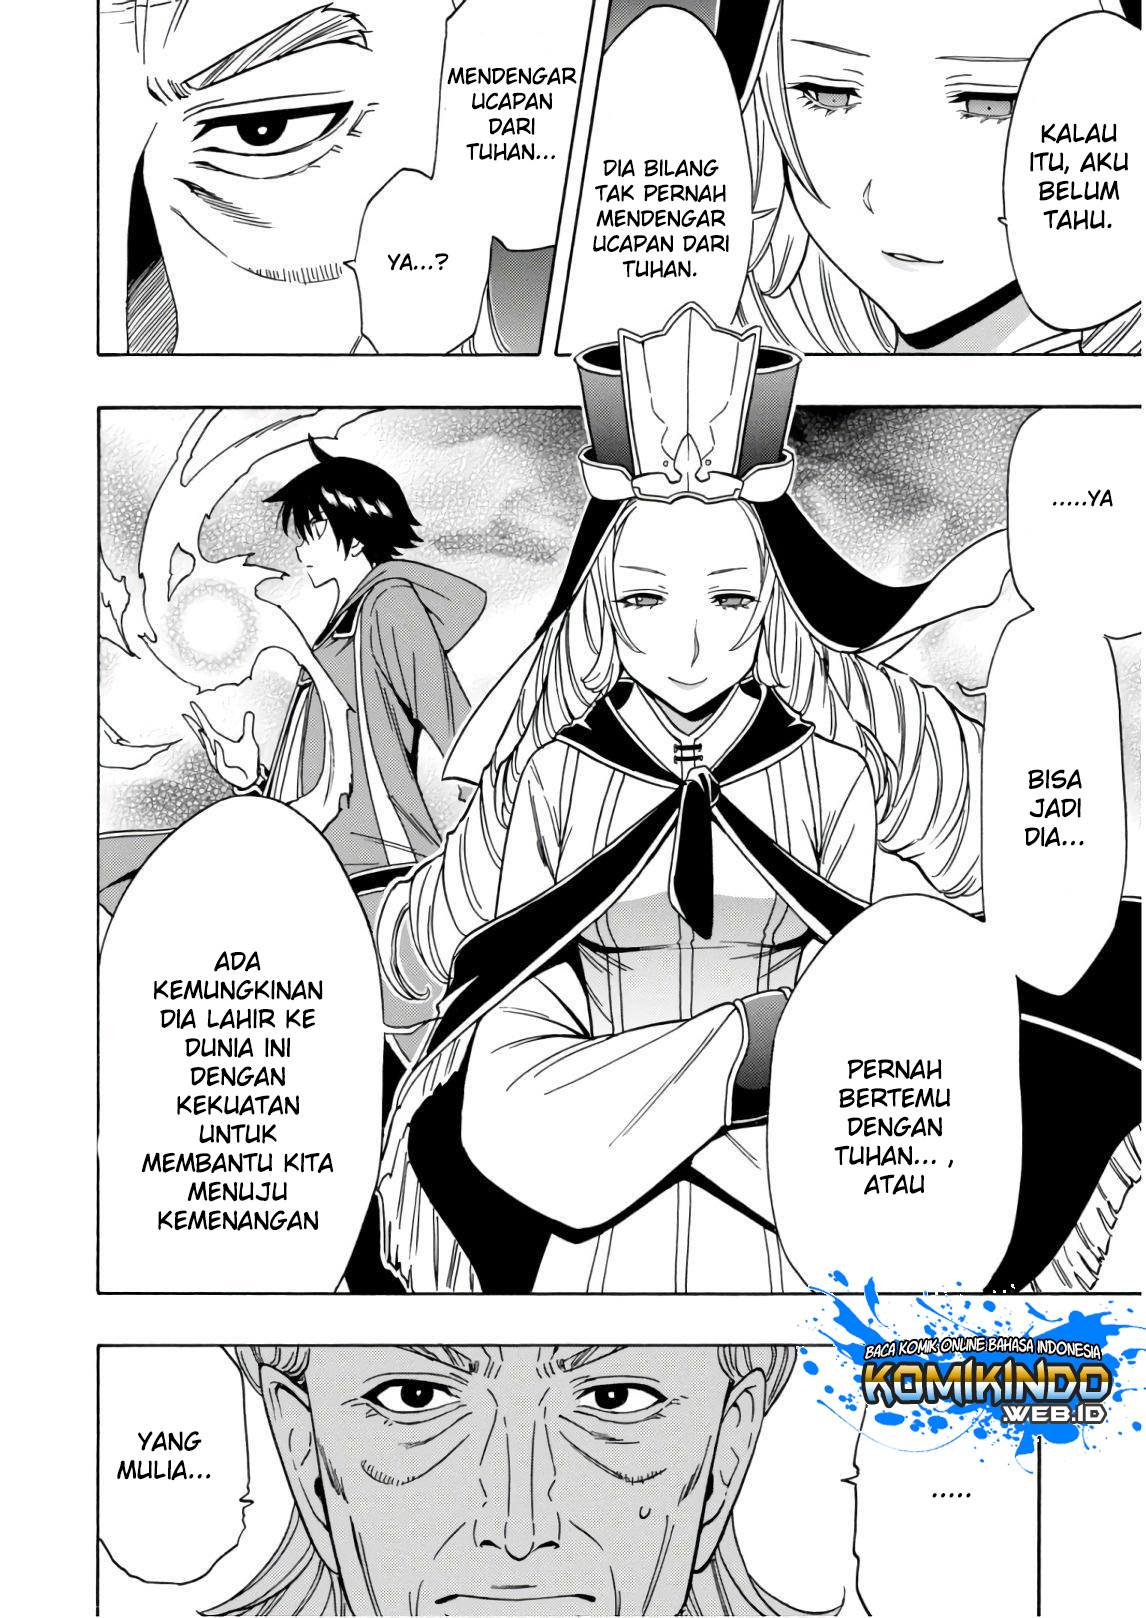 KALAU
ITU, AKU
BELUM
TAHU.
DIA BILANG
TAK PERNAH
MENDENGAR
UCAPAN DARI
TUHAN.
MENDENGAR
UCAPAN
DARI
TUHAN...
YA...?
.....YA
BISA
JADI
DIA...
PERNAH
BERTEMU
DENGAN
TUHAN... ,
ATAU
ADA
KEMUNGKINAN
DIA LAHIR KE
DUNIA INI
DENGAN
KEKUATAN
UNTUK
MEMBANTU KITA
MENUJU
KEMENANGAN
BACA KOMIK ONLINE BAHASA INDONESIA
KOMIKINDO
WEB.ID
.....
YANG
MULIA...